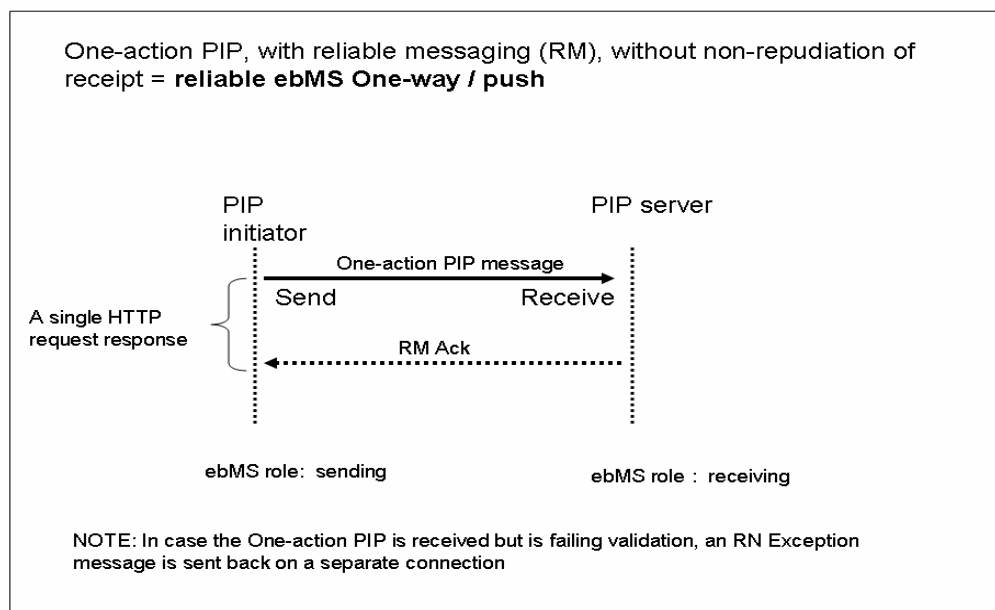 One-action PIP, with reliable messaging (RM), without non-repudiation of
receipt = reliable ebMS One-way / push
PIP
initiator
PIP server
One-action PIP message
Send
Receive
A single HTTP
request response
RM Ack
ebMS role: sending
ebMS role : receiving
NOTE: In case the One-action PIP is received but is failing validation, an RN Exception
message is sent back on a separate connection